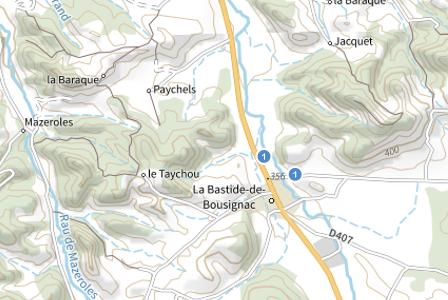 la Baraque
rand
Jacquet
la Baraque
Paychels
Mazeroles
400
1
le Taychou
356
1
La Bastide-de-
Bousignac
D407
Rau de Mazeroles